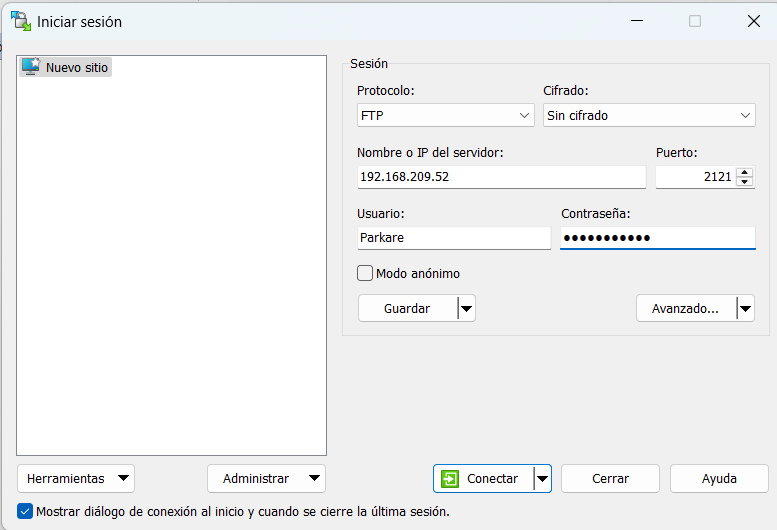 Iniciar sesión
Nuevo sitio
Sesión
Protocolo: Cifrado:
FTP Sin cifrado
Nombre o IP del servidor: Puerto:
192.168.209.52 2121
Usuario: Contraseña:
Parkare ●●●●●●●●●●●
Modo anónimo
Guardar Avanzado...
Herramientas Administrar Conectar Cerrar Ayuda
Mostrar diálogo de conexión al inicio y cuando se cierre la última sesión.